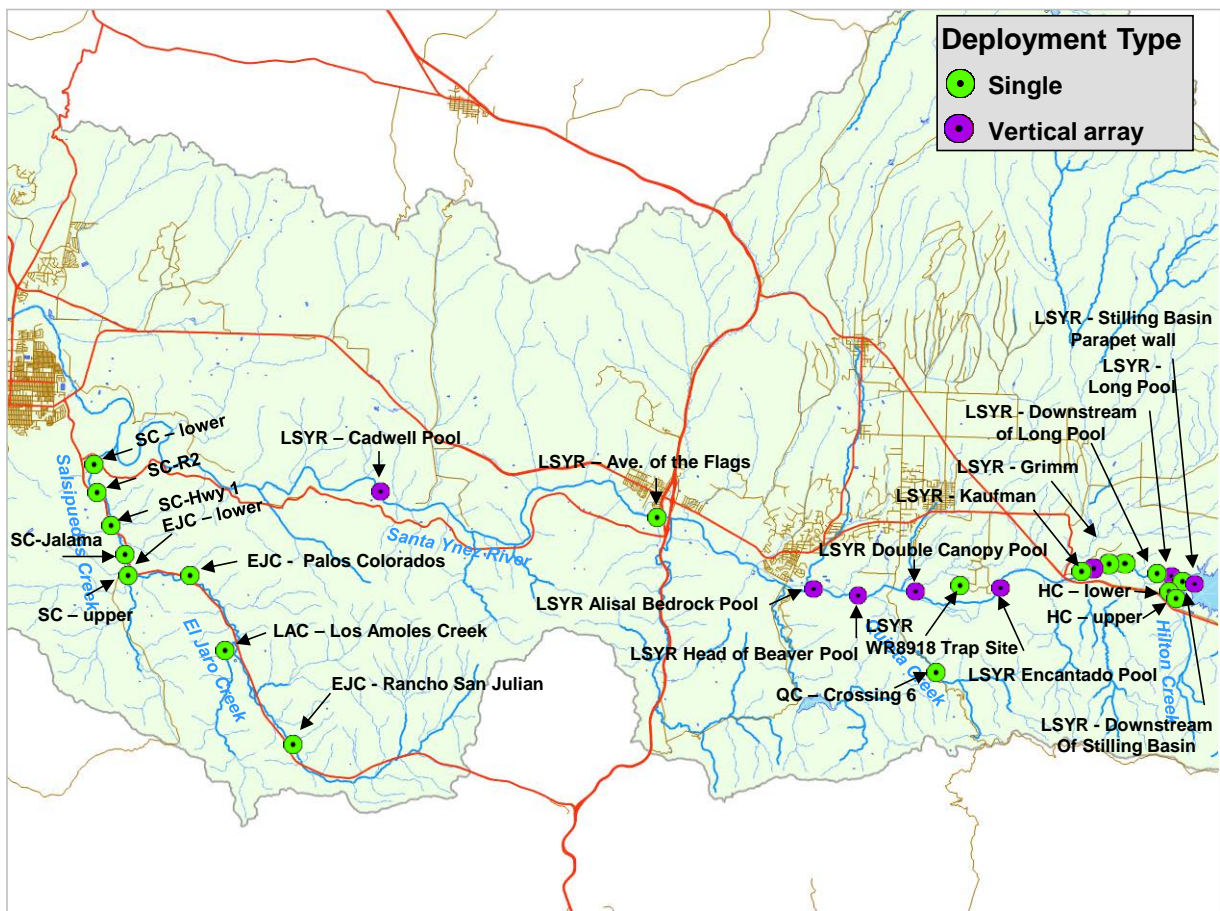 Deployment Type
Single
Vertical array
LSYR - Stilling Basin
Parapet wall
LSYR -
Long Pool
LSYR - Downstream
of Long Pool
LSYR - Grimm
LSYR - Kaufman
SC – lower
SC-R2
SC-Hwy 1
EJC – lower
SC-Jalama
SC – upper
Salsipuedes Creek
LSYR – Cadwell Pool
LSYR – Ave. of the Flags
Santa Ynez River
EJC - Palos Colorados
LAC – Los Amoles Creek
El Jaro Creek
EJC - Rancho San Julian
LSYR Double Canopy Pool
LSYR Alisal Bedrock Pool
LSYR Head of Beaver Pool
LSYR
WR8918 Trap Site
QC – Crossing 6
Creek
LSYR Encantado Pool
HC – lower
HC – upper
Hilton Creek
LSYR - Downstream
Of Stilling Basin